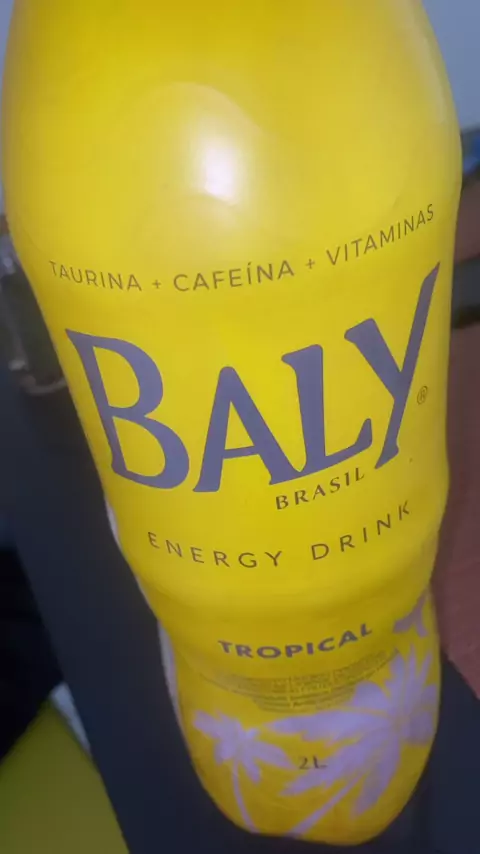 TAURINA + CAFEÍNA + VITAMINAS
BALY®
BRASIL
ENERGY DRINK
TROPICAL
2L